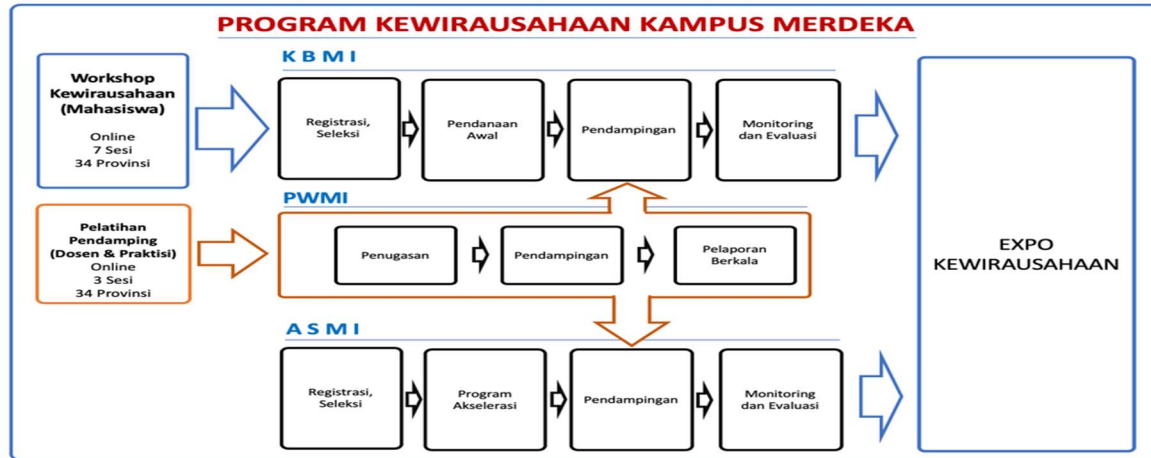 PROGRAM KEWIRAUSAHAAN KAMPUS MERDEKA
Workshop
Kewirausahaan
(Mahasiswa)
Online
7 Sesi
34 Provinsi
K B M I
Registrasi,
Seleksi
Pendanaan
Awal
Pendampingan
Monitoring
dan Evaluasi
Pelatihan
Pendamping
(Dosen & Praktisi)
Online
3 Sesi
34 Provinsi
PWMI
Penugasan
Pendampingan
Pelaporan
Berkala
A S M I
Registrasi,
Seleksi
Program
Akselerasi
Pendampingan
Monitoring
dan Evaluasi
EXPO
KEWIRAUSAHAAN